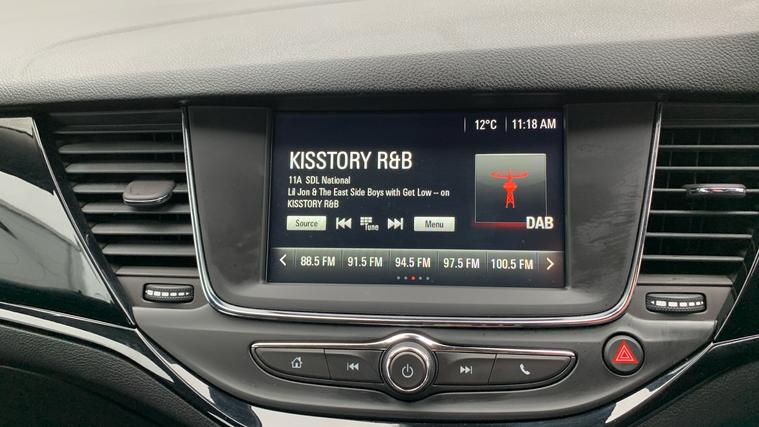 12°C 11:18 AM
KISSTORY R&B
11A SDL National
Lil Jon & The East Side Boys with Get Low -- on
KISSTORY R&B
DAB
Source Tune Menu
88.5 FM 91.5 FM 94.5 FM 97.5 FM 100.5 FM